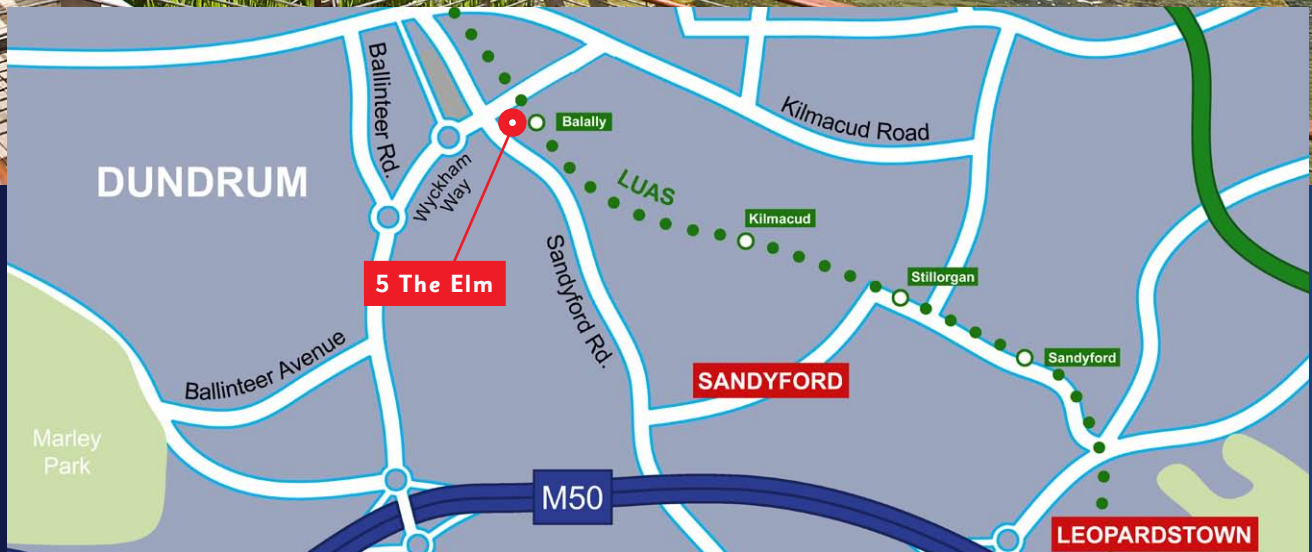 Ballinteer Rd.
Kilmacud Road
Balally
DUNDRUM
Wyckham
Way
LUAS
Kilmacud
5 The Elm
Sandyford Rd.
Stillorgan
Ballinteer Avenue
SANDYFORD
Sandyford
Marley
Park
M50
LEOPARDSTOWN